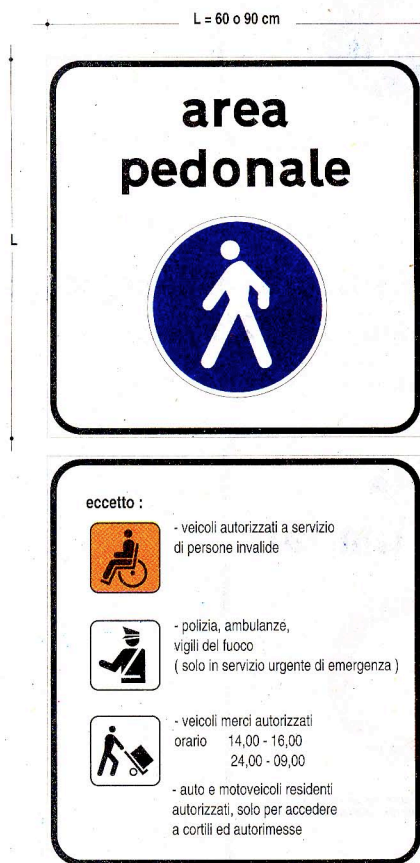 L = 60 o 90 cm
L
area
pedonale
eccetto :
- veicoli autorizzati a servizio
di persone invalide
- polizia, ambulanze,
vigili del fuoco
( solo in servizio urgente di emergenza )
- veicoli merci autorizzati
orario 14,00 - 16,00
24,00 - 09,00
- auto e motoveicoli residenti
autorizzati, solo per accedere
a cortili ed autorimesse